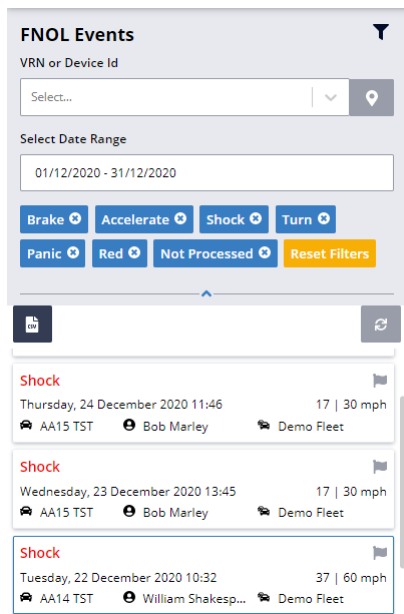 FNOL Events
VRN or Device Id
Select...
Select Date Range
01/12/2020 - 31/12/2020
Brake Accelerate Shock Turn
Panic Red Not Processed Reset Filters
CSV
Shock
Thursday, 24 December 2020 11:46 17 | 30 mph
AA15 TST Bob Marley Demo Fleet
Shock
Wednesday, 23 December 2020 13:45 17 | 30 mph
AA15 TST Bob Marley Demo Fleet
Shock
Tuesday, 22 December 2020 10:32 37 | 60 mph
AA14 TST William Shakesp... Demo Fleet